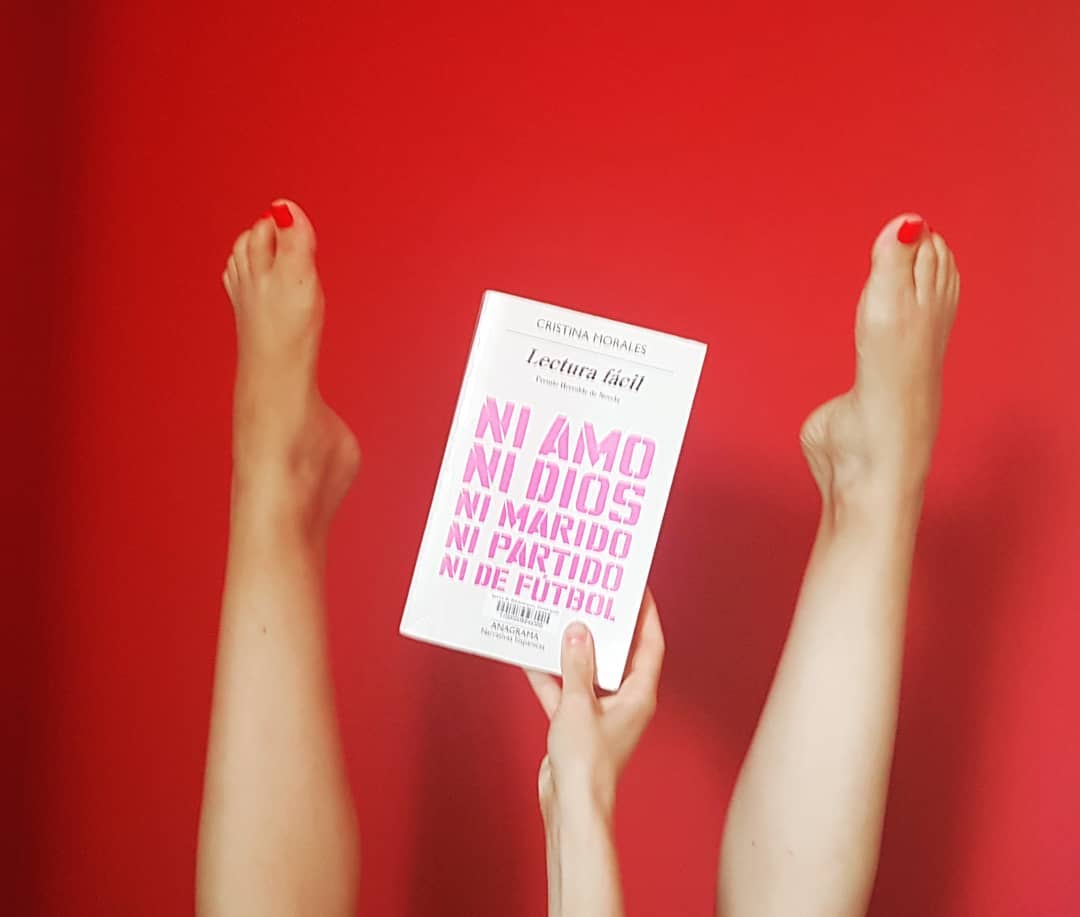 CRISTINA MORALES
Lectura fácil
Premio Herralde de Novela
NI AMO
NI DIOS
NI MARIDO
NI PARTIDO
NI DE FÚTBOL
ANAGRAMA
Narrativas hispánicas